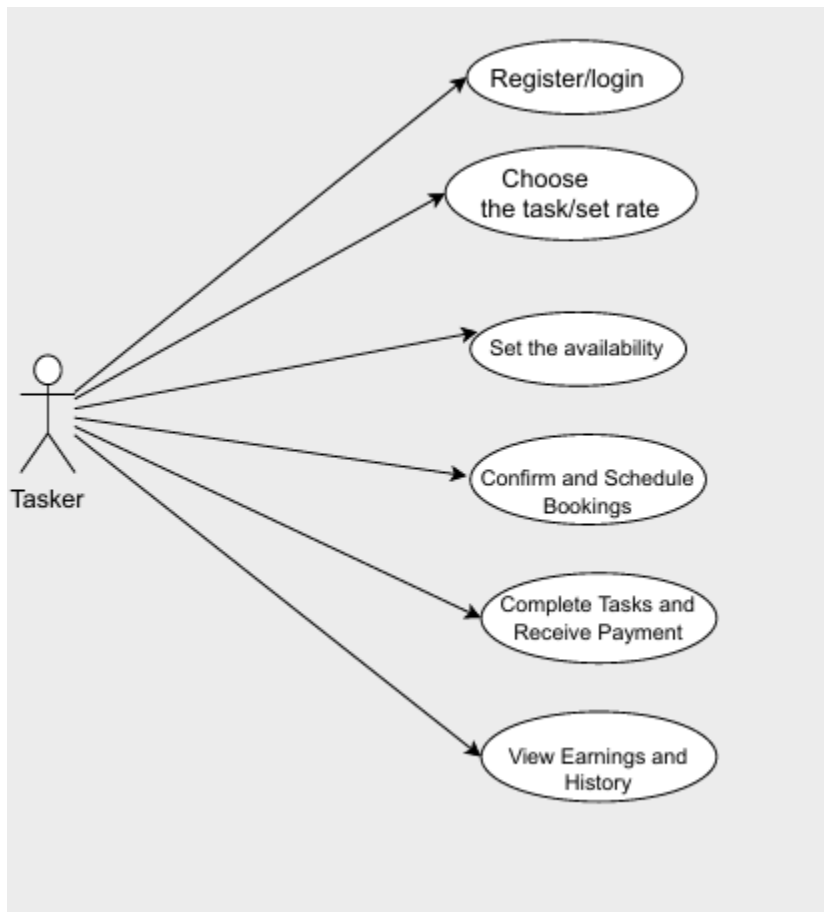 Register/login
Choose
the task/set rate
Set the availability
Confirm and Schedule
Bookings
Tasker
Complete Tasks and
Receive Payment
View Earnings and
History